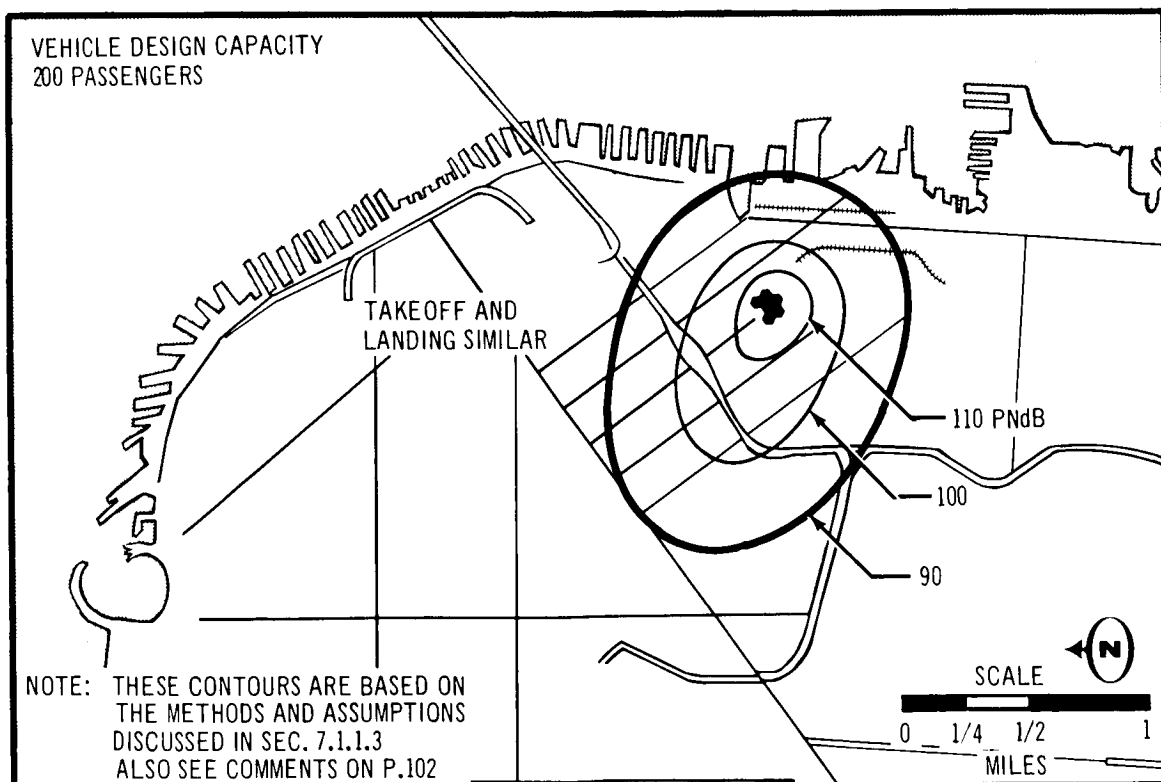 VEHICLE DESIGN CAPACITY
200 PASSENGERS
TAKEOFF AND
LANDING SIMILAR
110 PNdB
100
90
N
SCALE
0 1/4 1/2 1
MILES
NOTE: THESE CONTOURS ARE BASED ON
THE METHODS AND ASSUMPTIONS
DISCUSSED IN SEC. 7.1.1.3
ALSO SEE COMMENTS ON P.102